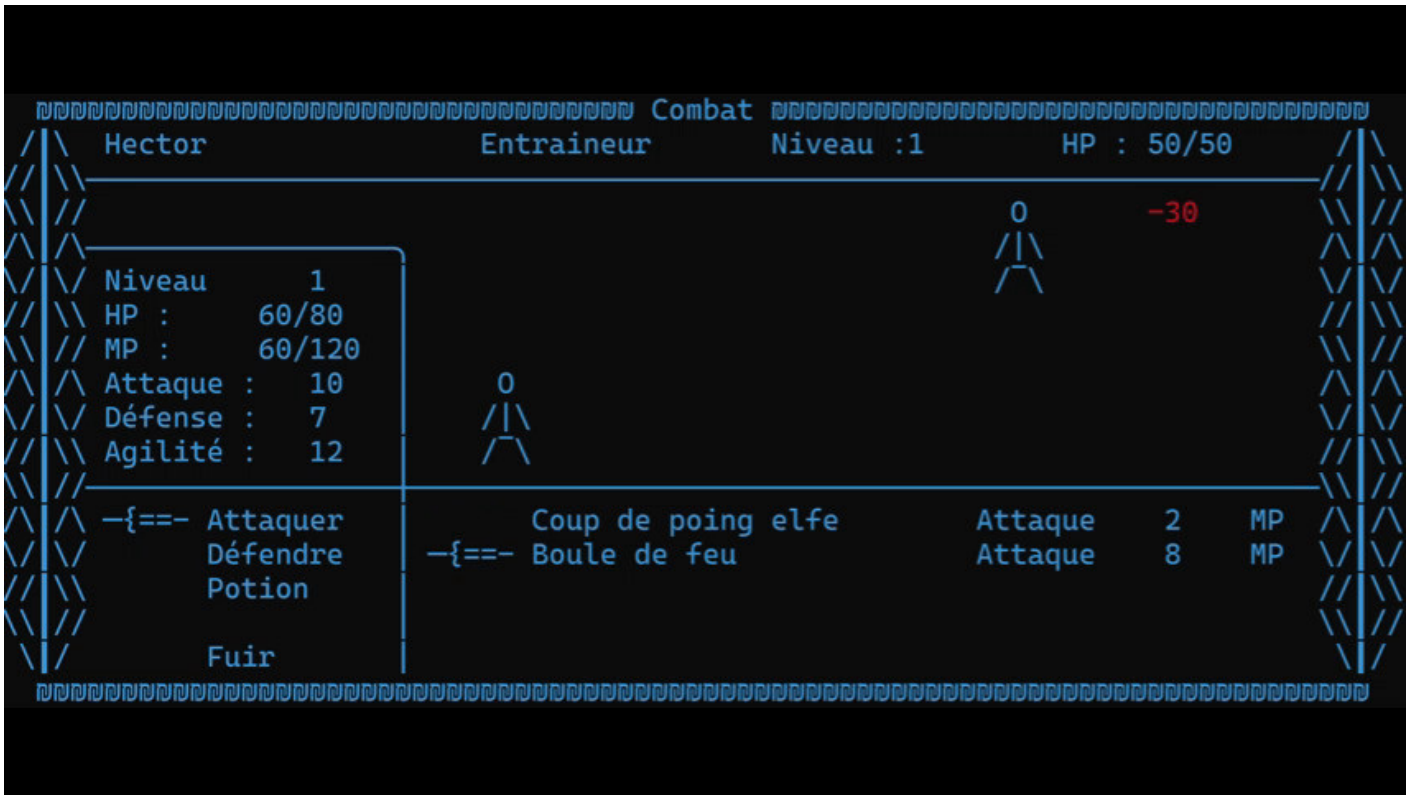 Combat
Hector Entraineur Niveau :1 HP : 50/50
-30
Niveau 1
HP : 60/80
MP : 60/120
Attaque : 10
Défense : 7
Agilité : 12
Attaquer Coup de poing elfe Attaque 2 MP
Défendre Boule de feu Attaque 8 MP
Potion
Fuir